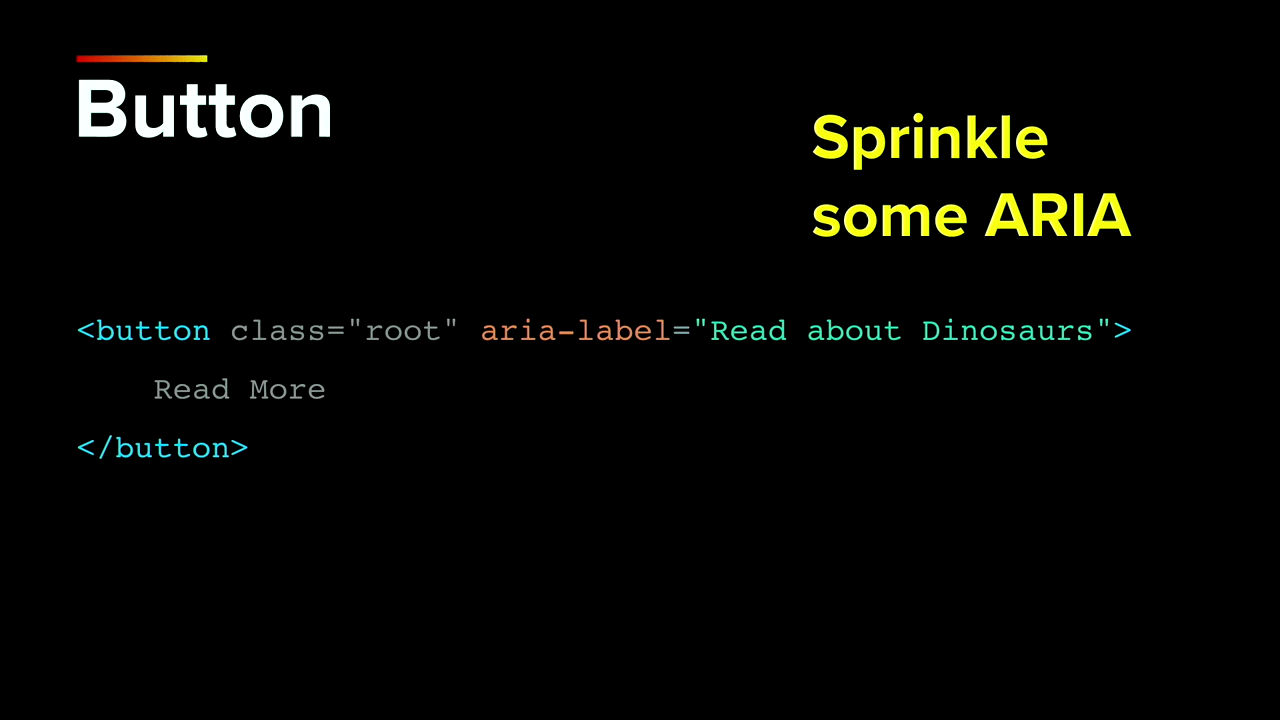 Button
Sprinkle
some ARIA
<button class="root" aria-label="Read about Dinosaurs">
Read More
</button>